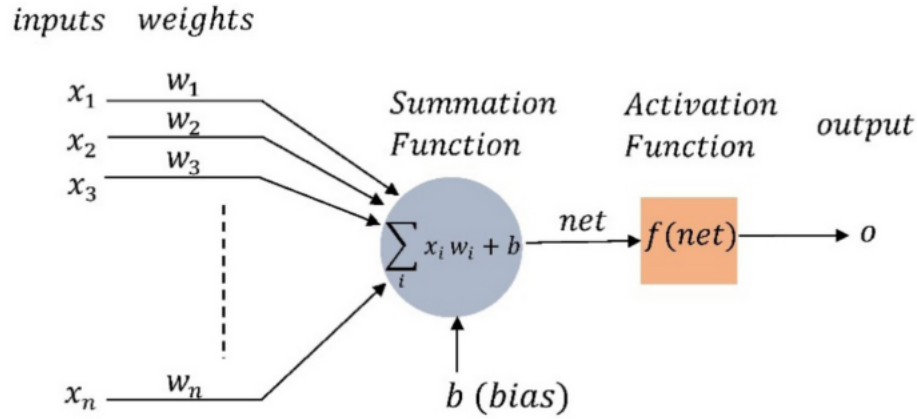 inputs weights
x₁ w₁
x₂ w₂
x₃ w₃
xₙ wₙ
Summation
Function
∑ᵢ xᵢ wᵢ + b
b (bias)
net
Activation
Function
f(net)
output
o